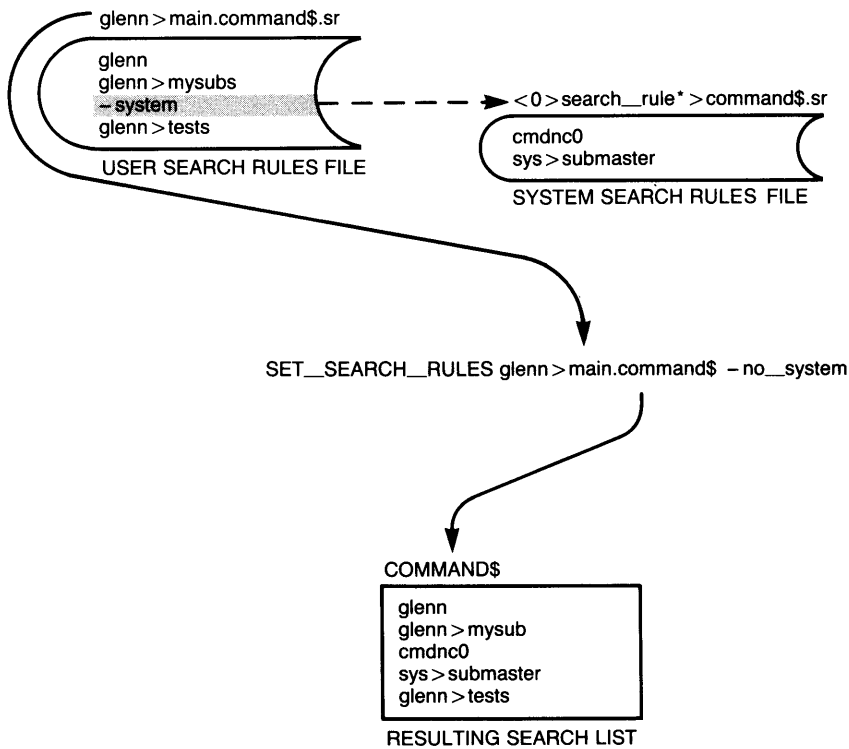 glenn > main.command$.sr
glenn
glenn > mysubs
– system
glenn > tests
USER SEARCH RULES FILE
<0> search__rule* > command$.sr
cmdnc0
sys > submaster
SYSTEM SEARCH RULES FILE
SET__SEARCH__RULES glenn > main.command$ – no__system
COMMAND$
glenn
glenn > mysub
cmdnc0
sys > submaster
glenn > tests
RESULTING SEARCH LIST